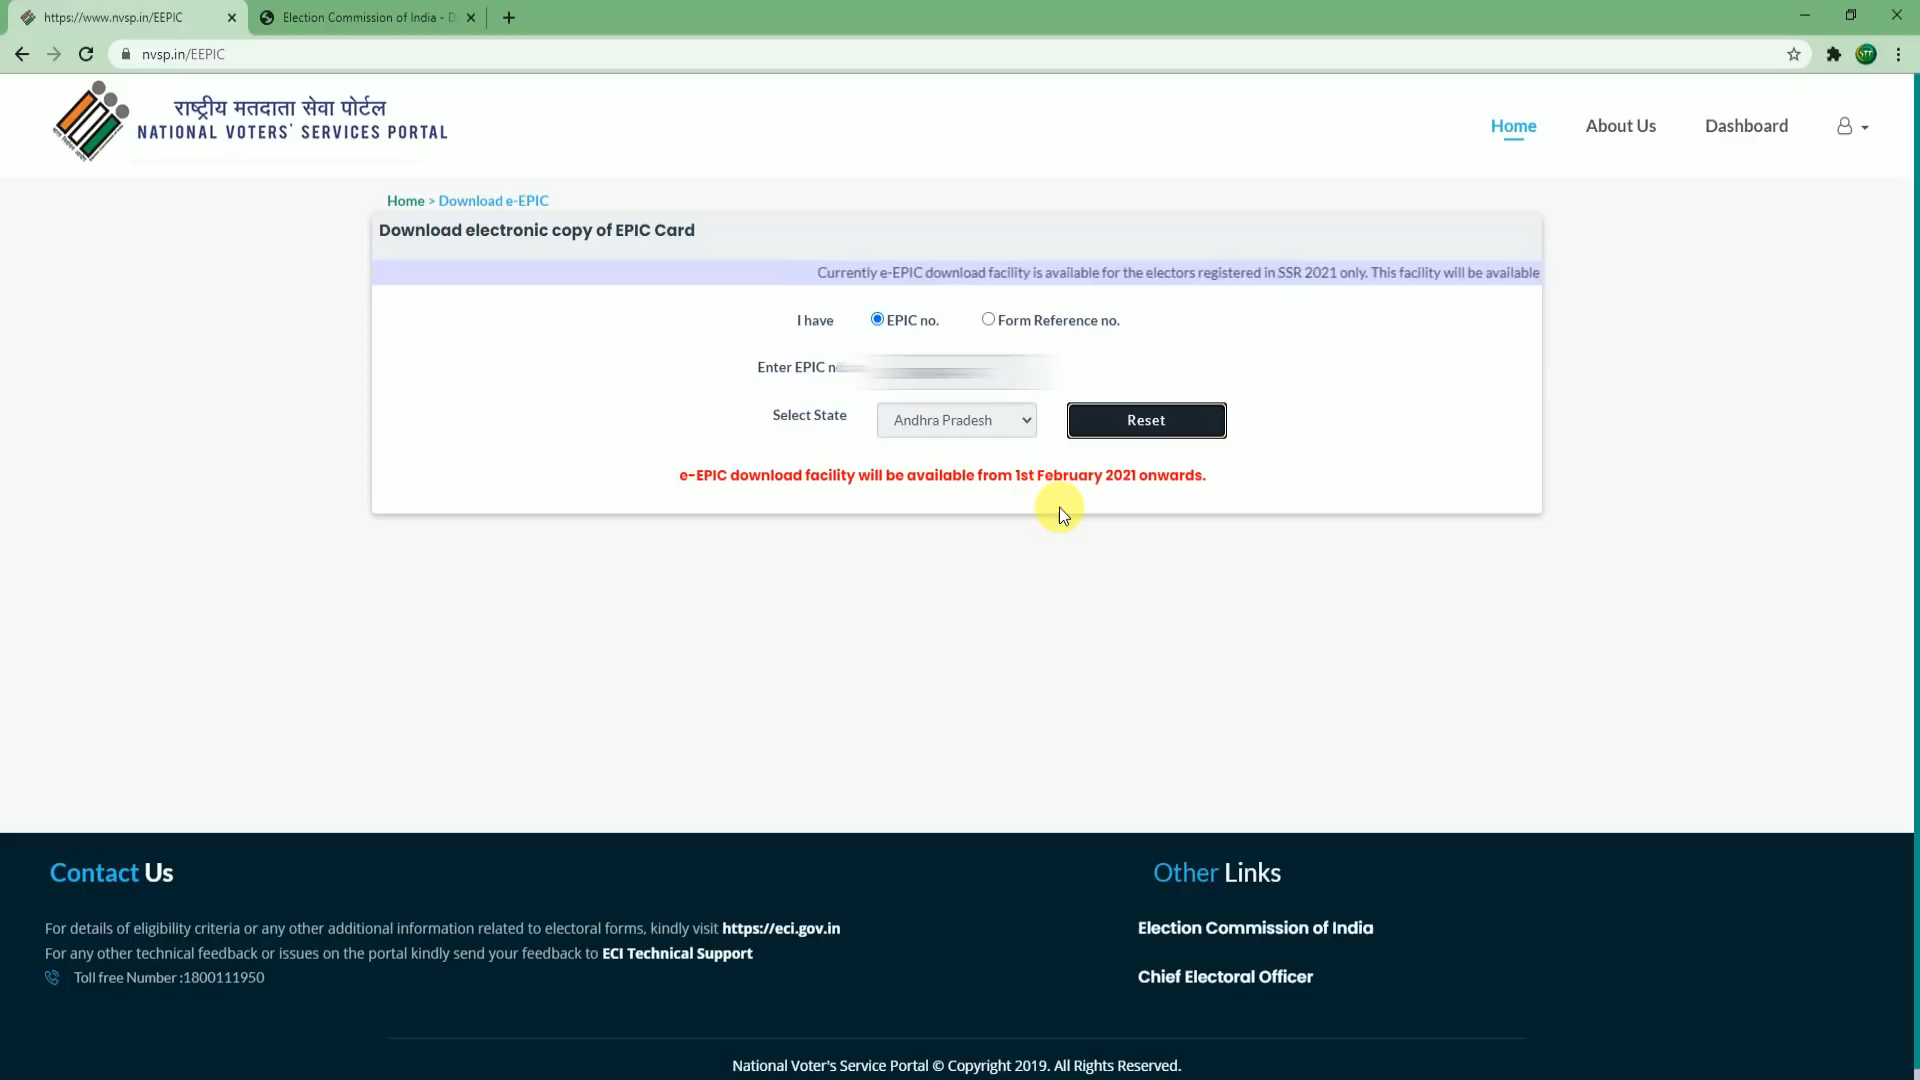 https://www.nvsp.in/EEPIC
Election Commission of India - D
nvsp.in/EEPIC
राष्ट्रीय मतदाता सेवा पोर्टल
NATIONAL VOTERS' SERVICES PORTAL
Home
About Us
Dashboard
Home > Download e-EPIC
Download electronic copy of EPIC Card
Currently e-EPIC download facility is available for the electors registered in SSR 2021 only. This facility will be available
I have EPIC no. Form Reference no.
Enter EPIC
Select State Andhra Pradesh Reset
e-EPIC download facility will be available from 1st February 2021 onwards.
Contact Us
For details of eligibility criteria or any other additional information related to electoral forms, kindly visit https://eci.gov.in
For any other technical feedback or issues on the portal kindly send your feedback to ECI Technical Support
Toll free Number :1800111950
Other Links
Election Commission of India
Chief Electoral Officer
National Voter's Service Portal © Copyright 2019. All Rights Reserved.